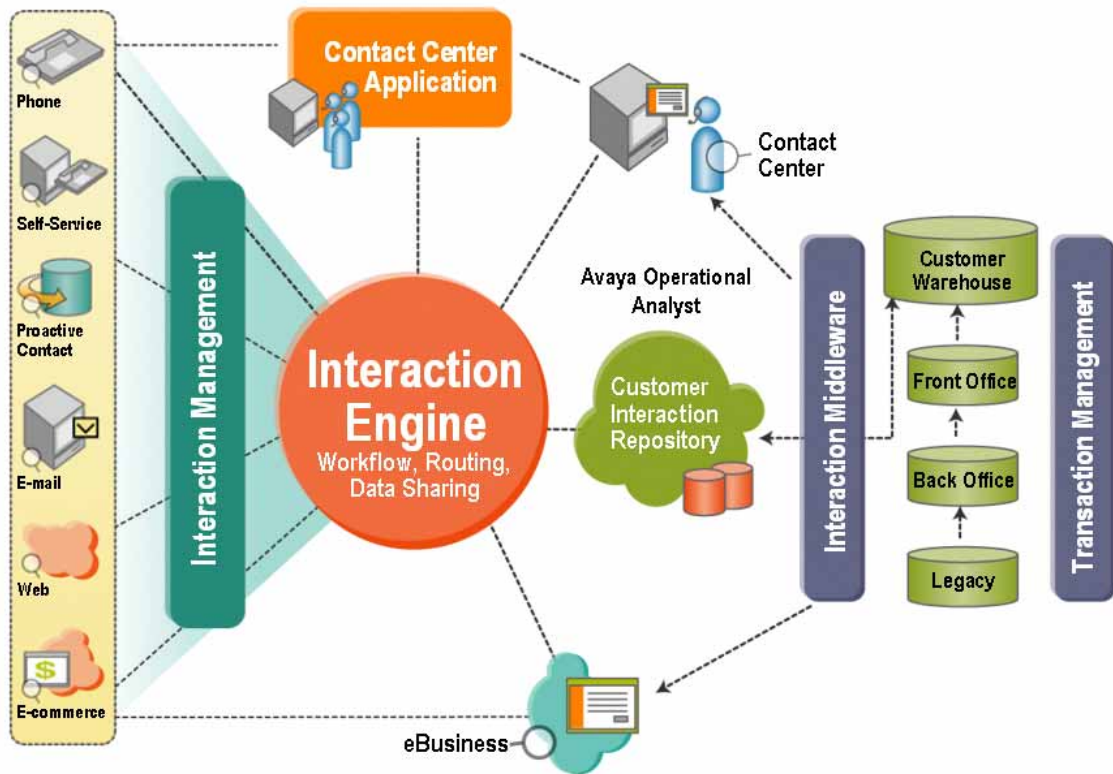 Phone
Self-Service
Proactive
Contact
E-mail
Web
E-commerce
Interaction Management
Contact Center
Application
Contact
Center
Interaction
Engine
Workflow, Routing,
Data Sharing
Avaya Operational
Analyst
Customer
Interaction
Repository
eBusiness
Interaction Middleware
Customer
Warehouse
Front Office
Back Office
Legacy
Transaction Management
$